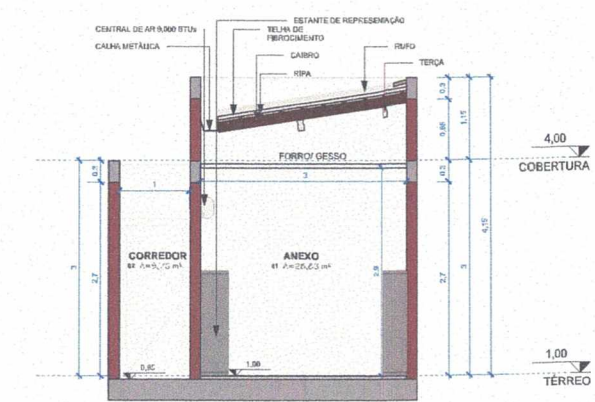 ESTANTE DE REPRESENTAÇÃO
CENTRAL DE AR 9,000 BTUs
TELHA DE
FIBROCIMENTO
CALHA METÁLICA
RUFO
CAIBRO
TERÇA
RIPA
0,3
0,85
1,15
4,00
COBERTURA
FORRO/ GESSO
0,3
0,3
1
3
4,15
CORREDOR
ANEXO
3
2,7
2,9
2,7
3
1,00
1,00
TÉRREO